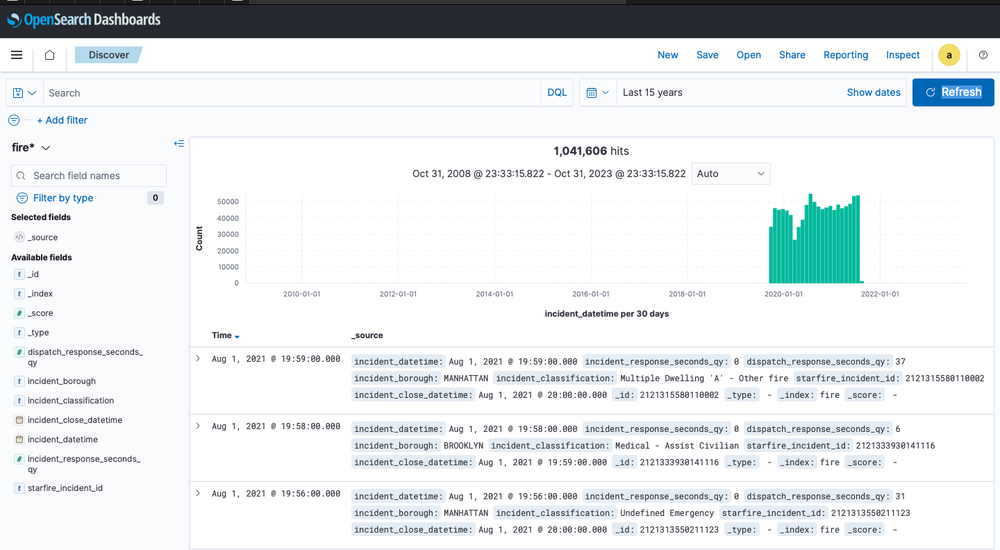 OpenSearch Dashboards
Discover
New Save Open Share Reporting Inspect a
Search DQL Last 15 years Show dates Refresh
+ Add filter
fire*
Search field names
Filter by type 0
Selected fields
_source
Available fields
t _id
t _index
# _score
t _type
# dispatch_response_seconds_
qy
t incident_borough
t incident_classification
incident_close_datetime
incident_datetime
# incident_response_seconds_
qy
t starfire_incident_id
1,041,606 hits
Oct 31, 2008 @ 23:33:15.822 - Oct 31, 2023 @ 23:33:15.822 Auto
Count
50000
40000
30000
20000
10000
0
2010-01-01 2012-01-01 2014-01-01 2016-01-01 2018-01-01 2020-01-01 2022-01-01
incident_datetime per 30 days
Time _source
Aug 1, 2021 @ 19:59:00.000 incident_datetime: Aug 1, 2021 @ 19:59:00.000 incident_response_seconds_qy: 0 dispatch_response_seconds_qy: 37
incident_borough: MANHATTAN incident_classification: Multiple Dwelling 'A' - Other fire starfire_incident_id: 2121315580110002
incident_close_datetime: Aug 1, 2021 @ 20:00:00.000 _id: 2121315580110002 _type: - _index: fire _score: -
Aug 1, 2021 @ 19:58:00.000 incident_datetime: Aug 1, 2021 @ 19:58:00.000 incident_response_seconds_qy: 0 dispatch_response_seconds_qy: 6
incident_borough: BROOKLYN incident_classification: Medical - Assist Civilian starfire_incident_id: 2121333930141116
incident_close_datetime: Aug 1, 2021 @ 19:59:00.000 _id: 2121333930141116 _type: - _index: fire _score: -
Aug 1, 2021 @ 19:56:00.000 incident_datetime: Aug 1, 2021 @ 19:56:00.000 incident_response_seconds_qy: 0 dispatch_response_seconds_qy: 31
incident_borough: MANHATTAN incident_classification: Undefined Emergency starfire_incident_id: 2121313550211123
incident_close_datetime: Aug 1, 2021 @ 20:00:00.000 _id: 2121313550211123 _type: - _index: fire _score: -